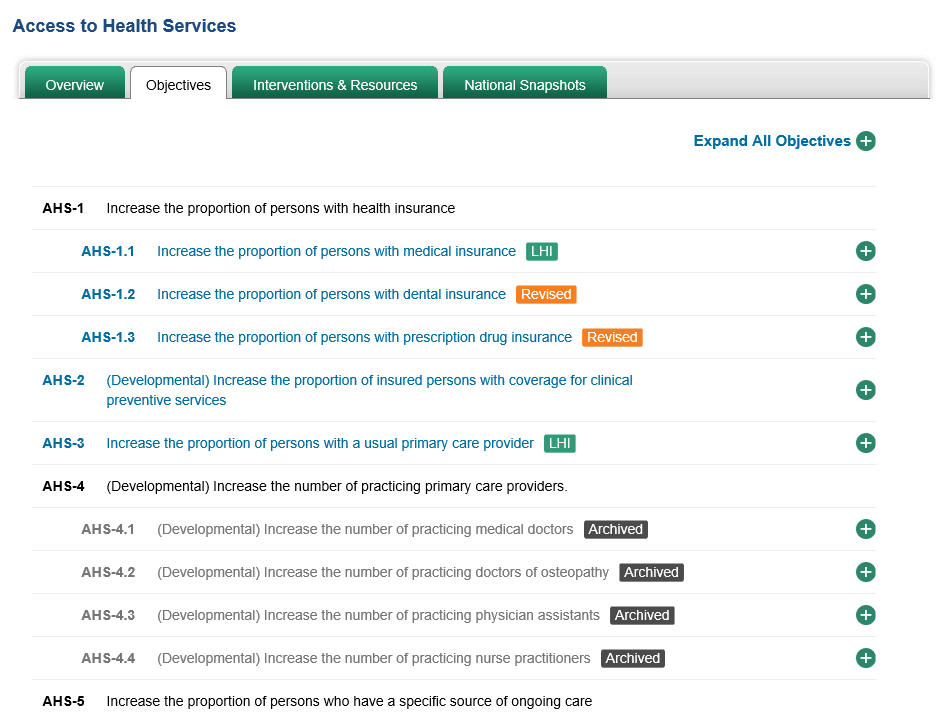 Access to Health Services
Overview Objectives Interventions & Resources National Snapshots
Expand All Objectives
AHS-1 Increase the proportion of persons with health insurance
AHS-1.1 Increase the proportion of persons with medical insurance LHI
AHS-1.2 Increase the proportion of persons with dental insurance Revised
AHS-1.3 Increase the proportion of persons with prescription drug insurance Revised
AHS-2 (Developmental) Increase the proportion of insured persons with coverage for clinical
preventive services
AHS-3 Increase the proportion of persons with a usual primary care provider LHI
AHS-4 (Developmental) Increase the number of practicing primary care providers.
AHS-4.1 (Developmental) Increase the number of practicing medical doctors Archived
AHS-4.2 (Developmental) Increase the number of practicing doctors of osteopathy Archived
AHS-4.3 (Developmental) Increase the number of practicing physician assistants Archived
AHS-4.4 (Developmental) Increase the number of practicing nurse practitioners Archived
AHS-5 Increase the proportion of persons who have a specific source of ongoing care